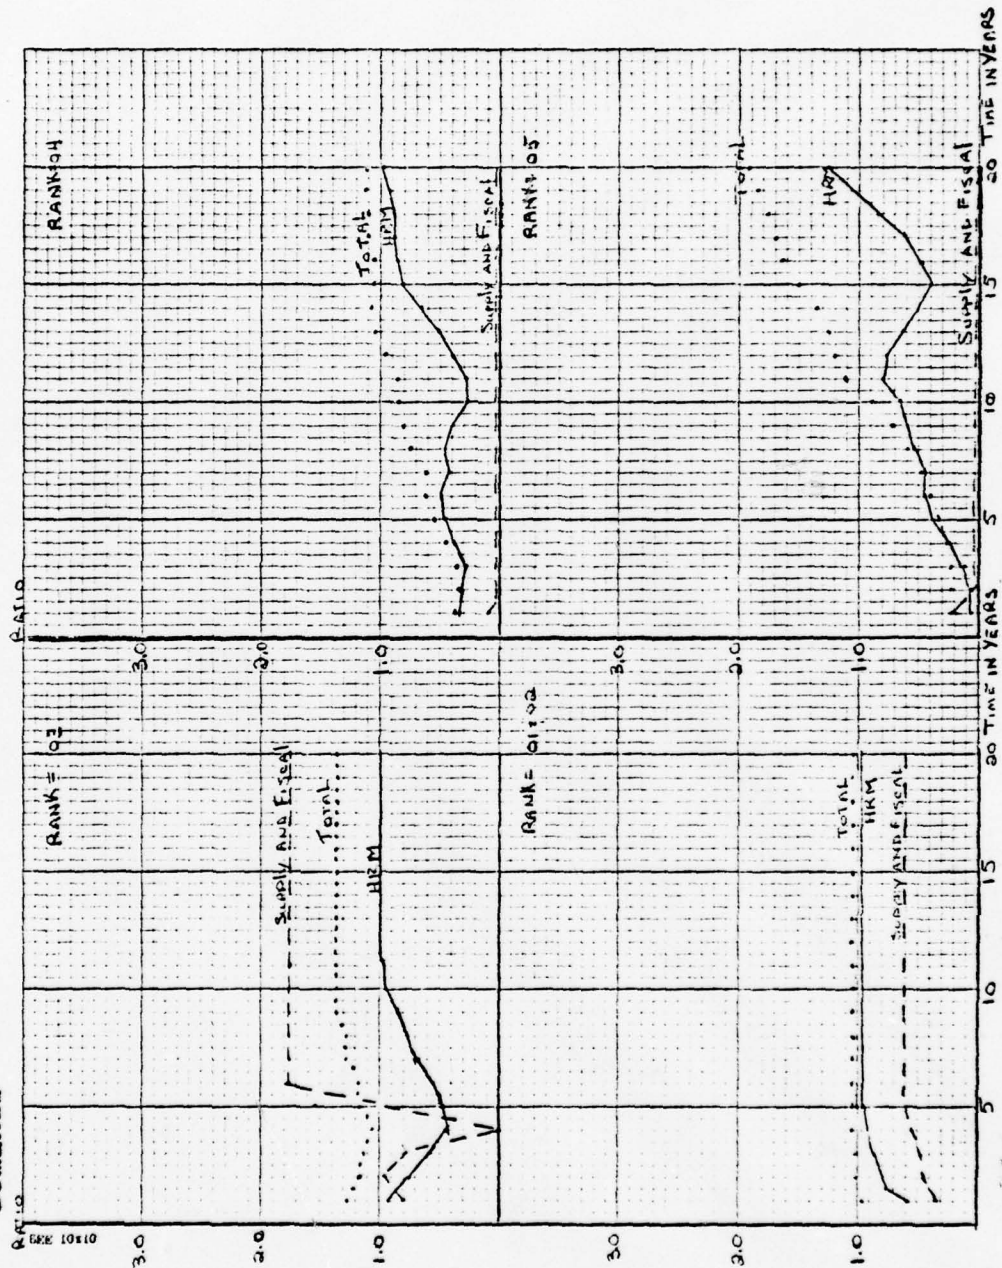 RATIO
RANK = 03
3.0
2.0
SUPPLY AND FISCAL
TOTAL
1.0
HRM
RATIO
RANK=04
3.0
2.0
TOTAL
1.0
HRM
SUPPLY AND FISCAL
RANK= 01&02
3.0
2.0
TOTAL
1.0
HRM
SUPPLY AND FISCAL
5
10
15
20 TIME IN YEARS
RANK= 05
3.0
2.0
TOTAL
1.0
HRM
SUPPLY AND FISCAL
5
10
15
20 TIME IN YEARS